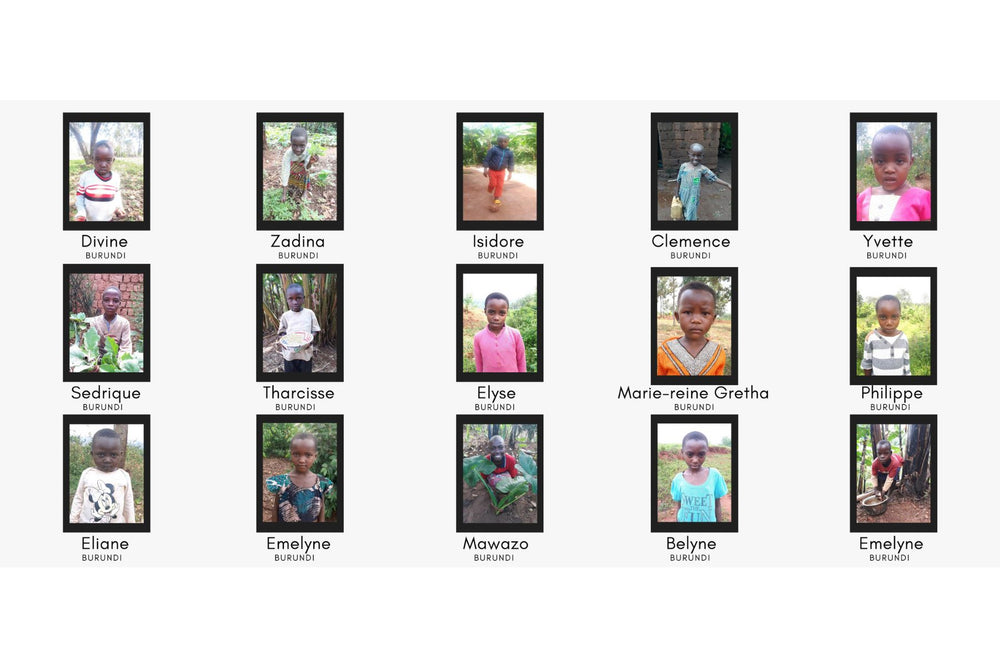 Divine
BURUNDI
Zadina
BURUNDI
Isidore
BURUNDI
Clemence
BURUNDI
Yvette
BURUNDI
Sedrique
BURUNDI
Tharcisse
BURUNDI
Elyse
BURUNDI
Marie-reine Gretha
BURUNDI
Philippe
BURUNDI
Eliane
BURUNDI
Emelyne
BURUNDI
Mawazo
BURUNDI
SWEET
Belyne
BURUNDI
Emelyne
BURUNDI